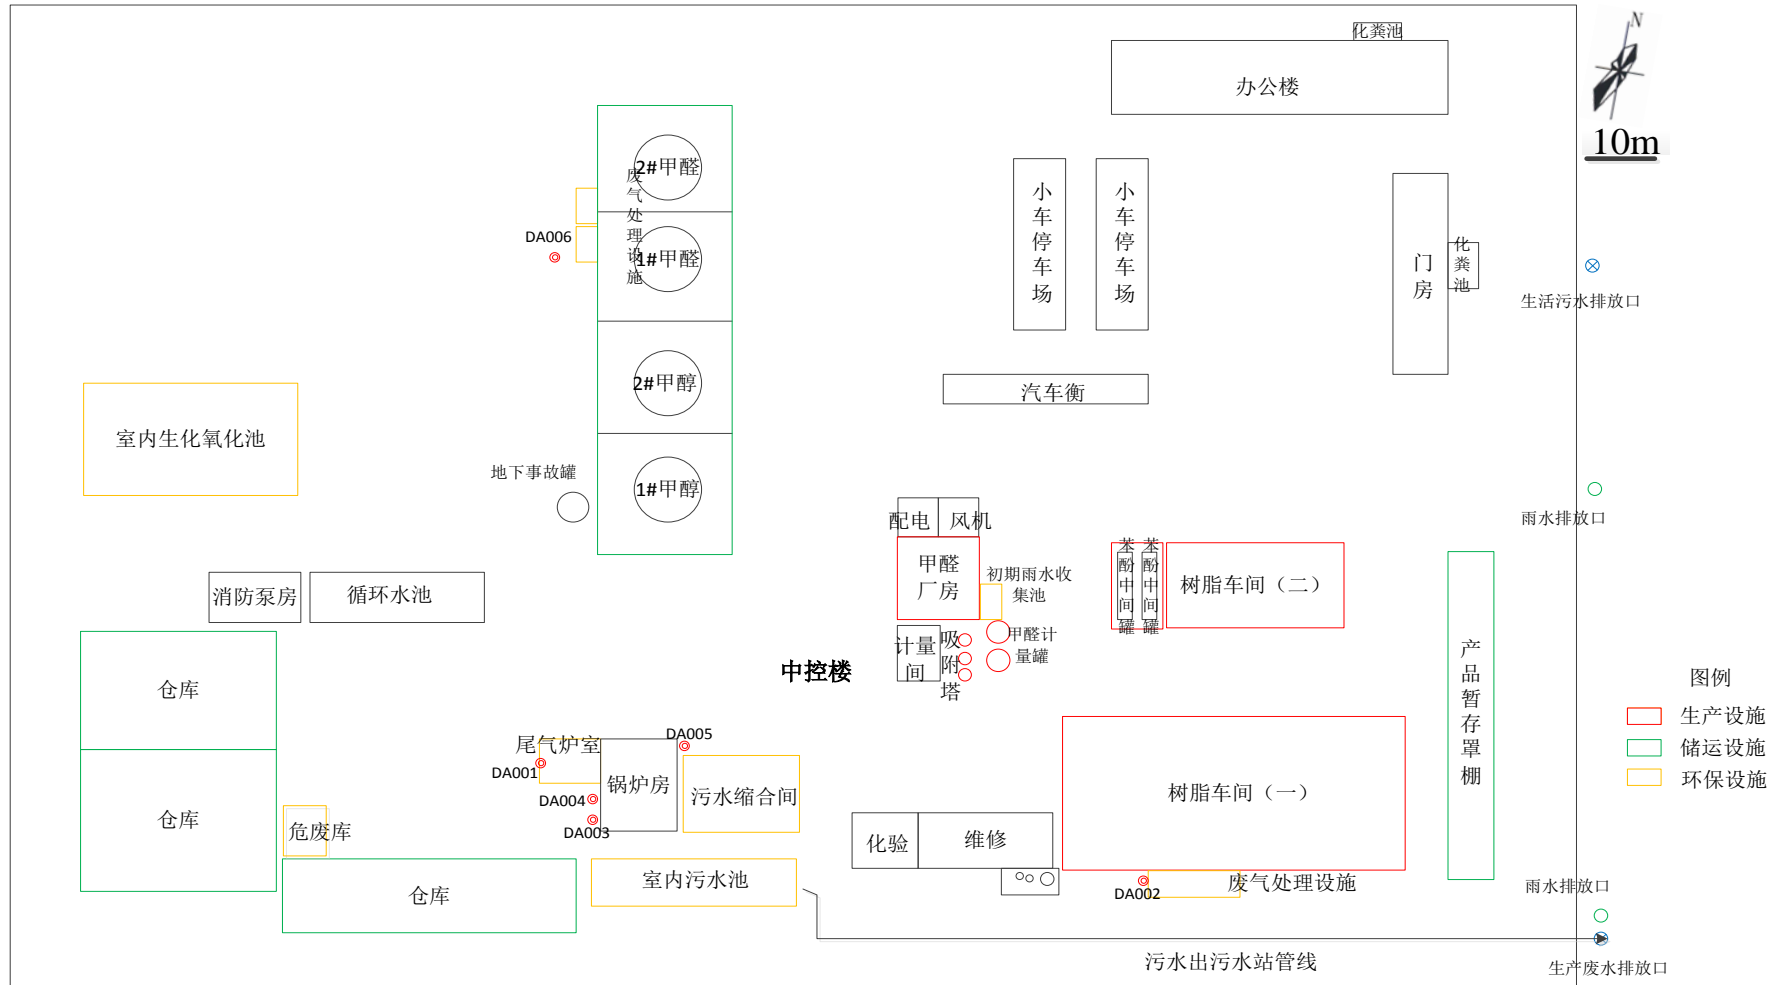 化粪池
N
办公楼
10m
2#甲醛
废气处理设施
DA006
1#甲醛
小车停车场
小车停车场
门房
化粪池
生活污水排放口
2#甲醇
汽车衡
室内生化氧化池
地下事故罐
1#甲醇
雨水排放口
配电
风机
甲醛
厂房
初期雨水收
集池
苯酚中间罐
苯酚中间罐
树脂车间（二）
消防泵房
循环水池
计量
间
吸附塔
甲醛计
量罐
中控楼
产品暂存罩棚
仓库
图例
生产设施
储运设施
环保设施
尾气炉室
DA005
DA001
锅炉房
DA004
DA003
污水缩合间
树脂车间（一）
仓库
危废库
化验
维修
仓库
室内污水池
DA002
废气处理设施
雨水排放口
污水出污水站管线
生产废水排放口